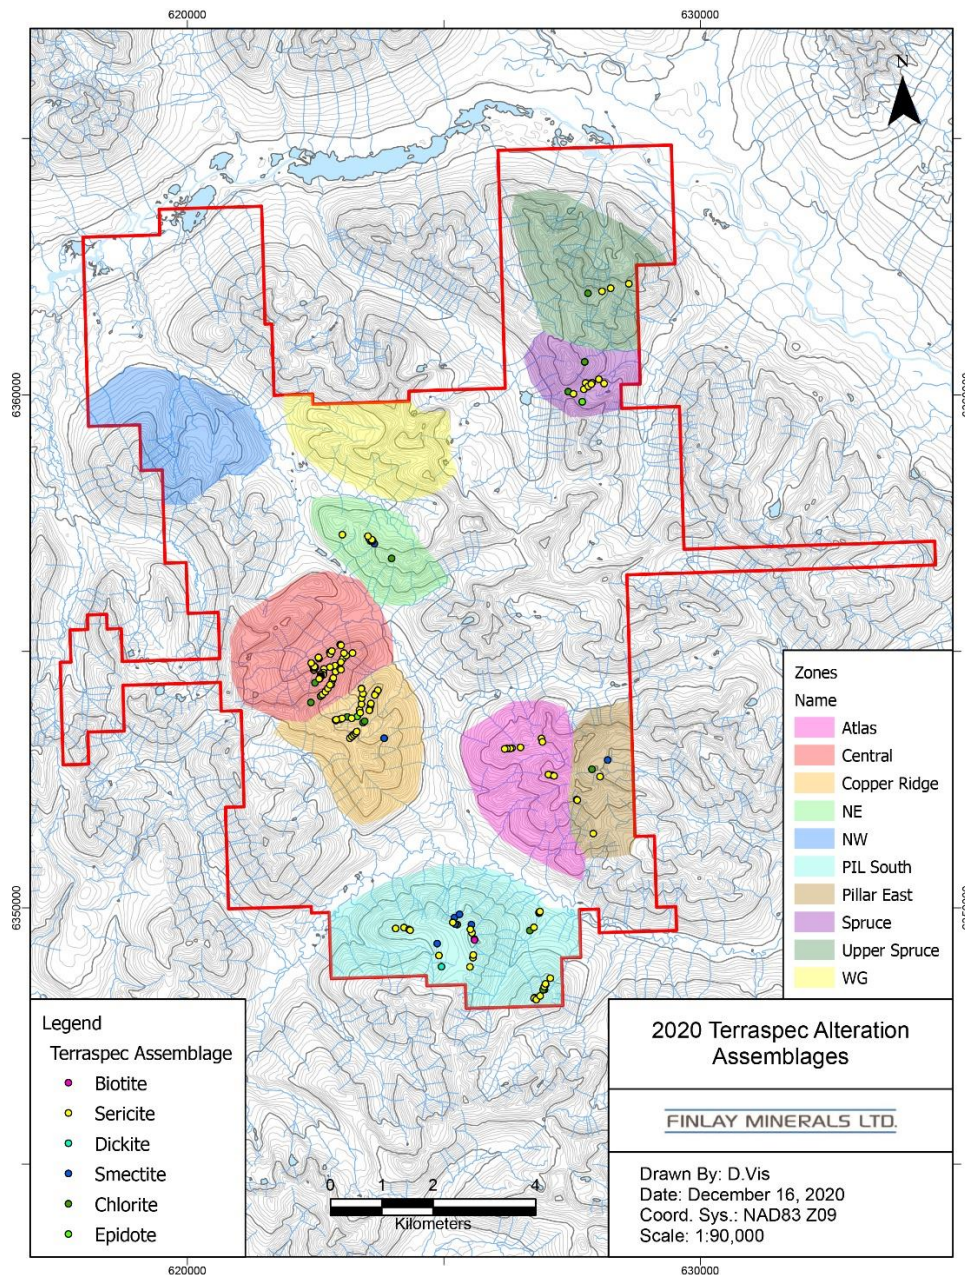 620000
630000
N
6360000
6360000
6350000
6350000
Zones
Name
Atlas
Central
Copper Ridge
NE
NW
PIL South
Pillar East
Spruce
Upper Spruce
WG
Legend
Terraspec Assemblage
Biotite
Sericite
Dickite
Smectite
Chlorite
Epidote
0 1 2 4
Kilometers
2020 Terraspec Alteration
Assemblages
FINLAY MINERALS LTD.
Drawn By: D.Vis
Date: December 16, 2020
Coord. Sys.: NAD83 Z09
Scale: 1:90,000
620000
630000